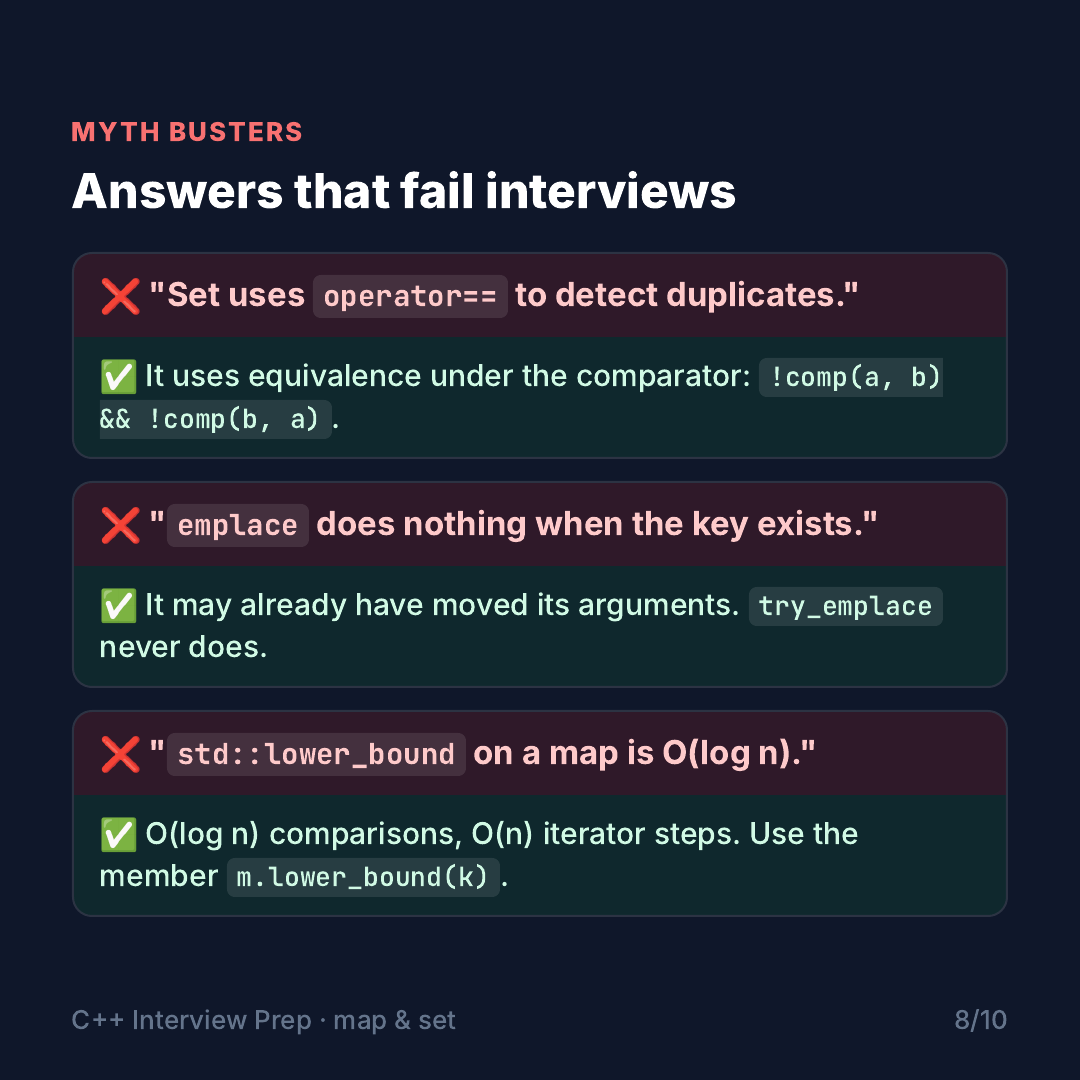 MYTH BUSTERS
Answers that fail interviews
❌ "Set uses operator== to detect duplicates."
✅ It uses equivalence under the comparator: !comp(a, b)
&& !comp(b, a).
❌ "emplace does nothing when the key exists."
✅ It may already have moved its arguments. try_emplace
never does.
❌ "std::lower_bound on a map is O(log n)."
✅ O(log n) comparisons, O(n) iterator steps. Use the
member m.lower_bound(k).
C++ Interview Prep · map & set
8/10